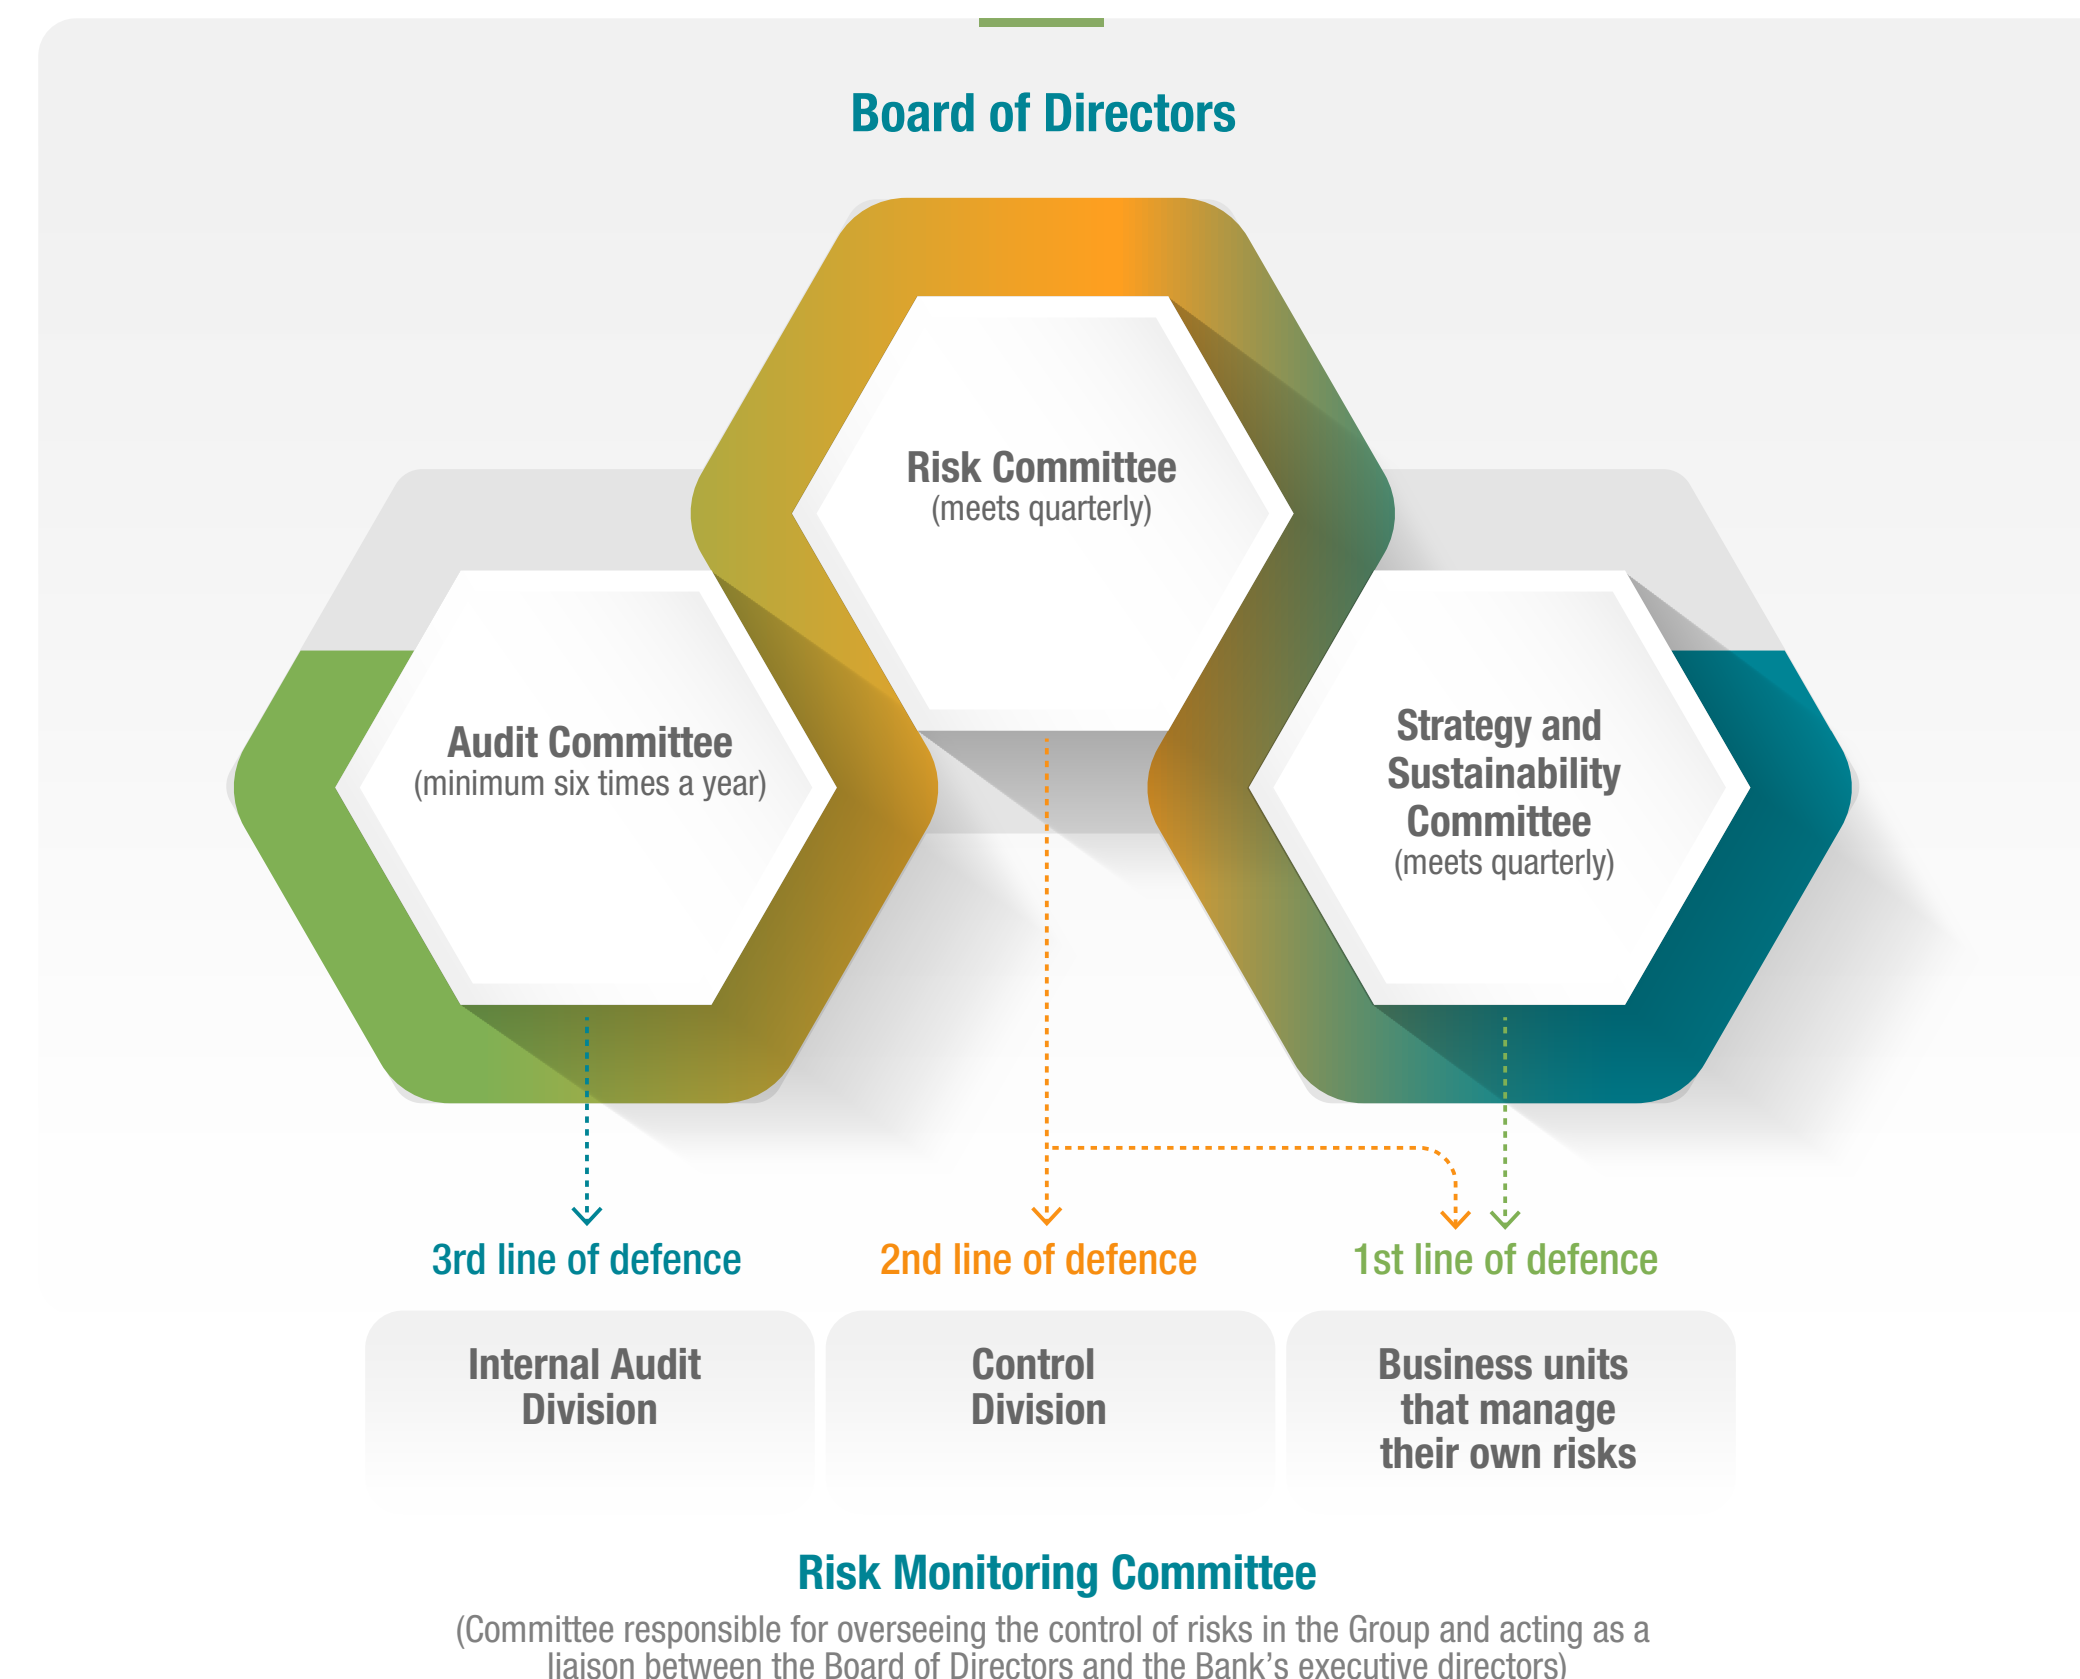 Board of Directors
Risk Committee
(meets quarterly)
Audit Committee
(minimum six times a year)
Strategy and
Sustainability
Committee
(meets quarterly)
3rd line of defence
2nd line of defence
1st line of defence
Internal Audit
Division
Control
Division
Business units
that manage
their own risks
Risk Monitoring Committee
(Committee responsible for overseeing the control of risks in the Group and acting as a
liaison between the Board of Directors and the Bank's executive directors)